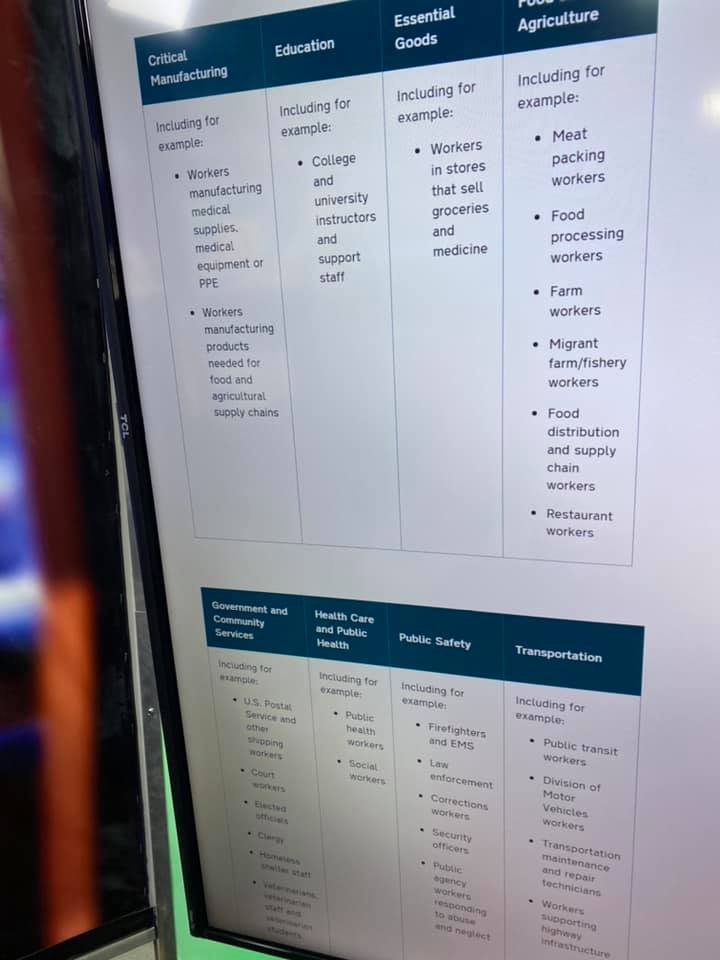 Critical
Manufacturing
Including for
example:
• Workers
manufacturing
medical
supplies,
medical
equipment or
PPE
• Workers
manufacturing
products
needed for
food and
agricultural
supply chains
Education
Including for
example:
• College
and
university
instructors
and
support
staff
Essential
Goods
Including for
example:
• Workers
in stores
that sell
groceries
and
medicine
Agriculture
Including for
example:
• Meat
packing
workers
• Food
processing
workers
• Farm
workers
• Migrant
farm/fishery
workers
• Food
distribution
and supply
chain
workers
• Restaurant
workers
TCL
Government and
Community
Services
Including for
example:
• U.S. Postal
Service and
other
shipping
workers
• Court
workers
• Elected
officials
• Clergy
• Homeless
shelter staff
• Veterinarians,
veterinarian
staff and
veterinarian
students
Health Care
and Public
Health
Including for
example:
• Public
health
workers
• Social
workers
Public Safety
Including for
example:
• Firefighters
and EMS
• Law
enforcement
• Corrections
workers
• Security
officers
• Public
agency
workers
responding
to abuse
and neglect
Transportation
Including for
example:
• Public transit
workers
• Division of
Motor
Vehicles
workers
• Transportation
maintenance
and repair
technicians
• Workers
supporting
highway
infrastructure